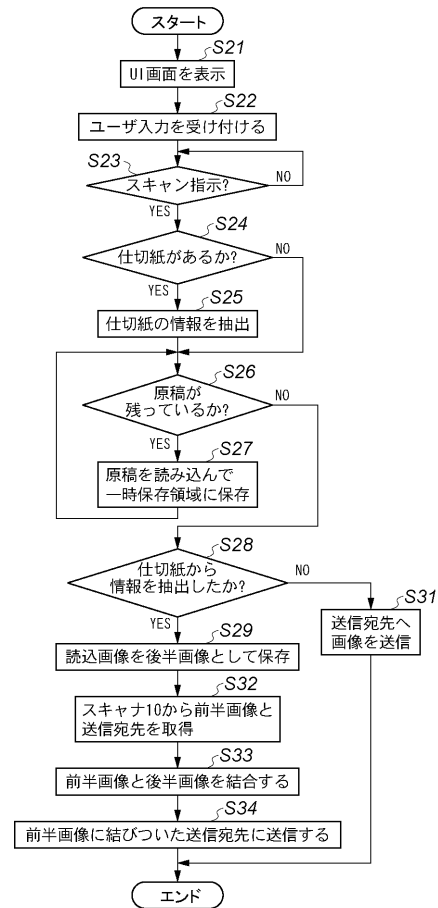 スタート
S21
UI画面を表示
S22
ユーザ入力を受け付ける
S23
スキャン指示?
NO
YES
S24
仕切紙があるか?
NO
YES
S25
仕切紙の情報を抽出
S26
原稿が
残っているか?
NO
YES
S27
原稿を読み込んで
一時保存領域に保存
S28
仕切紙から
情報を抽出したか?
NO
YES
S31
送信宛先へ
画像を送信
S29
読込画像を後半画像として保存
S32
スキャナ10から前半画像と
送信宛先を取得
S33
前半画像と後半画像を結合する
S34
前半画像に結びついた送信宛先に送信する
エンド